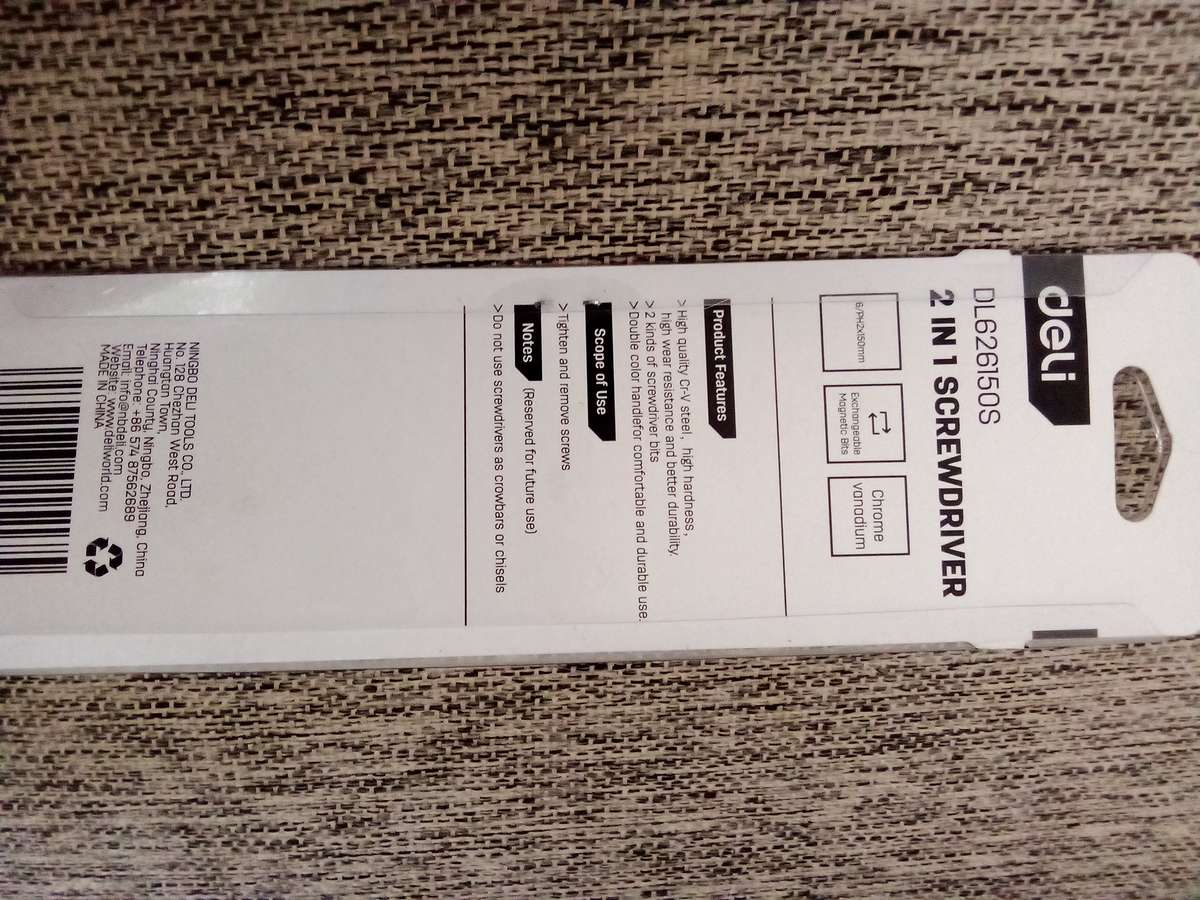 deli
DL626150S
2 IN 1 SCREWDRIVER
6/PH2x150mm
Exchangeable
Magnetic Bits
Chrome
vanadium
Product Features
> High quality Cr-V steel, high hardness,
high wear resistance and better durability.
> 2 kinds of screwdriver bits
> Double color handlefor comfortable and durable use.
Scope of Use
> Tighten and remove screws
Notes (Reserved for future use)
> Do not use screwdrivers as crowbars or chisels
NINGBO DELI TOOLS CO., LTD.
No. 128 Chezhan West Road,
Huangtan Town,
Ninghai County, Ningbo, Zhejiang, China
Telephone: +86 574 87562689
Email: info@nbdeli.com
Website: www.deliworld.com
MADE IN CHINA